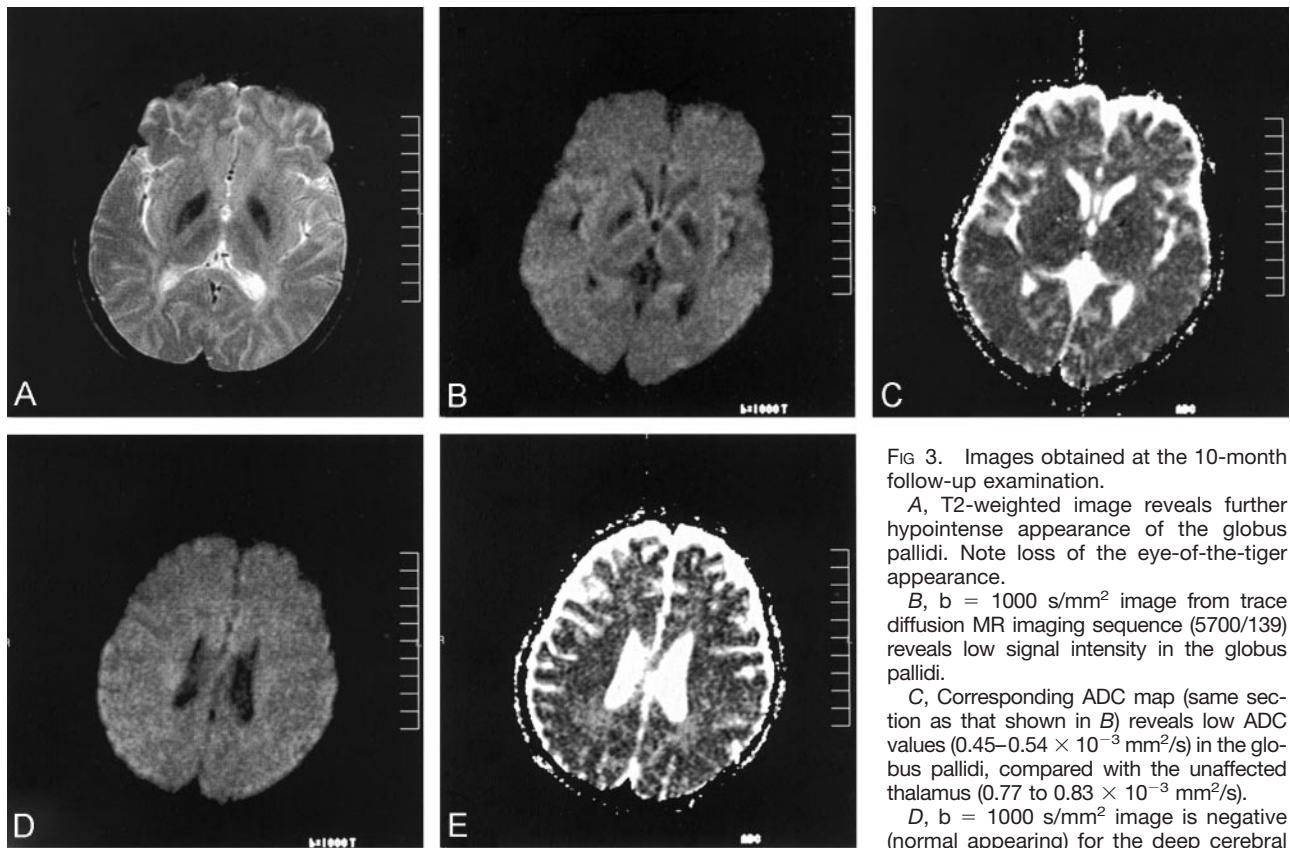 A
B
b=1000 T
C
ADC
D
b=1000 T
E
ADC
FIG 3. Images obtained at the 10-month
follow-up examination.
A, T2-weighted image reveals further
hypointense appearance of the globus
pallidi. Note loss of the eye-of-the-tiger
appearance.
B, b = 1000 s/mm² image from trace
diffusion MR imaging sequence (5700/139)
reveals low signal intensity in the globus
pallidi.
C, Corresponding ADC map (same sec-
tion as that shown in B) reveals low ADC
values (0.45–0.54 × 10⁻³ mm²/s) in the glo-
bus pallidi, compared with the unaffected
thalamus (0.77 to 0.83 × 10⁻³ mm²/s).
D, b = 1000 s/mm² image is negative
(normal appearing) for the deep cerebral